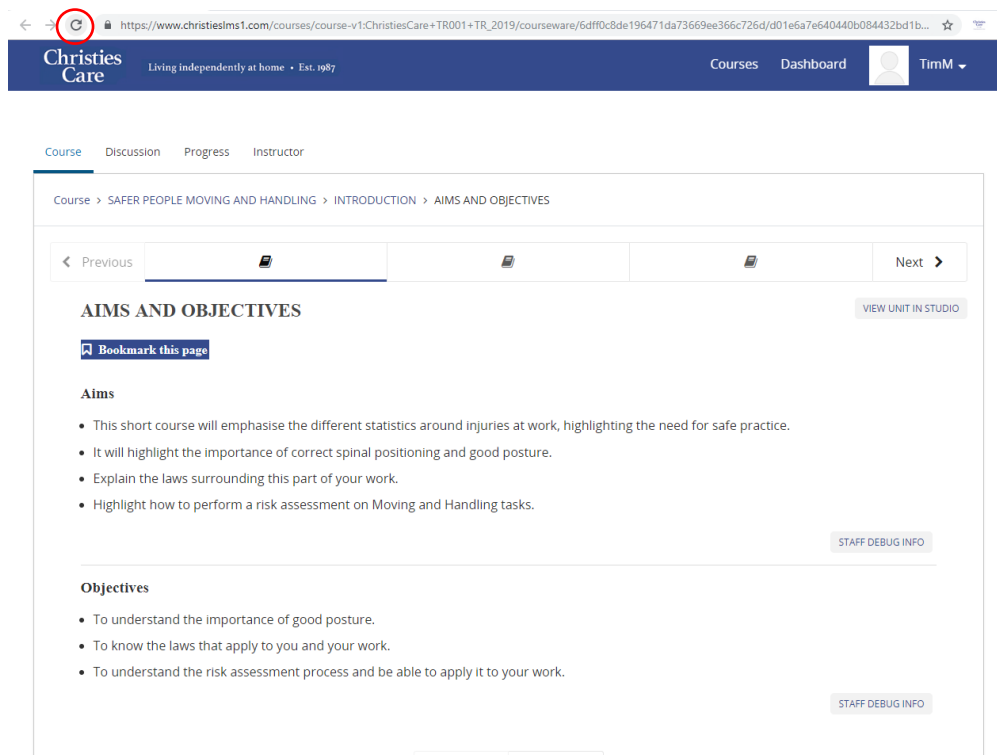 https://www.christieslms1.com/courses/course-v1:ChristiesCare+TR001+TR_2019/courseware/6dff0c8de196471da73669ee366c726d/d01e6a7e640440b084432bd1b...
Christies
Care
Living independently at home • Est. 1987
Courses Dashboard TimM
Course Discussion Progress Instructor
Course > SAFER PEOPLE MOVING AND HANDLING > INTRODUCTION > AIMS AND OBJECTIVES
Previous Next
AIMS AND OBJECTIVES
VIEW UNIT IN STUDIO
Bookmark this page
Aims
• This short course will emphasise the different statistics around injuries at work, highlighting the need for safe practice.
• It will highlight the importance of correct spinal positioning and good posture.
• Explain the laws surrounding this part of your work.
• Highlight how to perform a risk assessment on Moving and Handling tasks.
STAFF DEBUG INFO
Objectives
• To understand the importance of good posture.
• To know the laws that apply to you and your work.
• To understand the risk assessment process and be able to apply it to your work.
STAFF DEBUG INFO